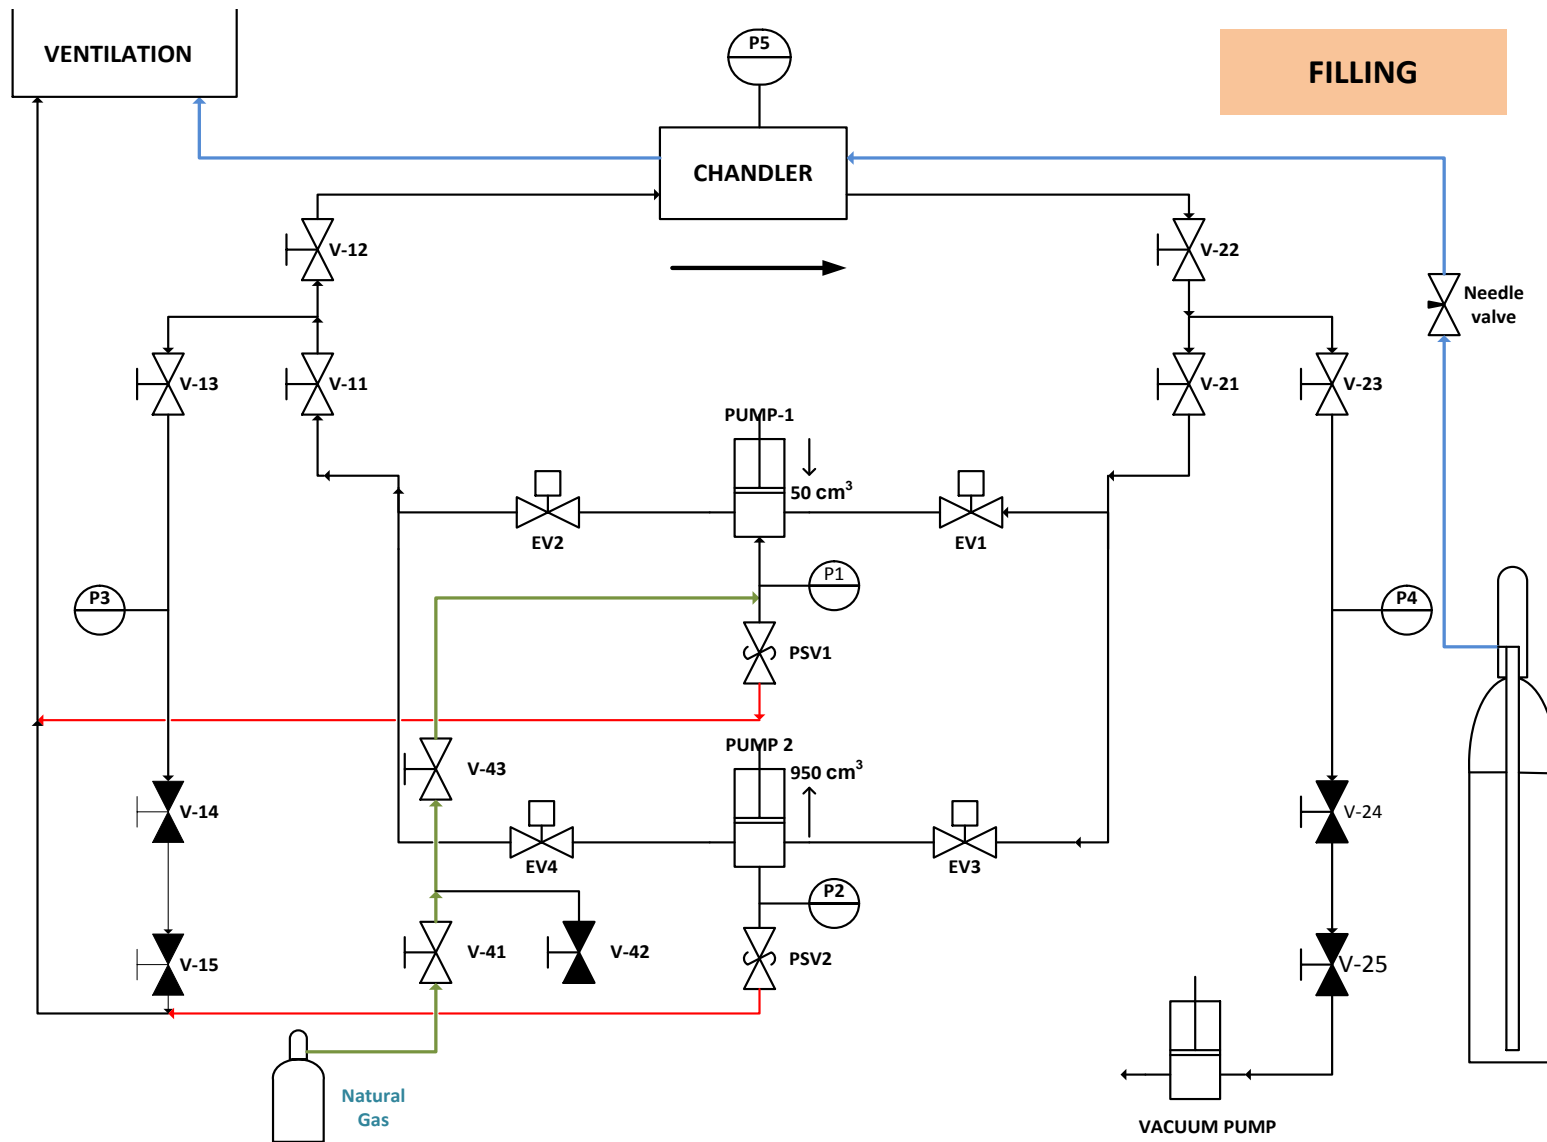 P5
VENTILATION
FILLING
CHANDLER
V-12
V-22
Needle
valve
V-13
V-11
V-21
V-23
PUMP-1
50 cm³
EV2
EV1
P1
P3
P4
PSV1
PUMP 2
V-43
950 cm³
V-14
V-24
EV4
EV3
P2
V-41
V-42
PSV2
V-15
V-25
Natural
Gas
VACUUM PUMP